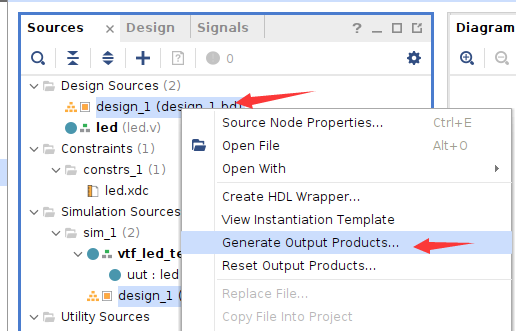 Sources
Design
Signals
Diagram
0
Design Sources (2)
design_1 (design_1.bd)
led (led.v)
Constraints (1)
constrs_1
led.xdc
Simulation Sources
sim_1
vtf_led_te
uut : led
design_1 (
Utility Sources
Source Node Properties... Ctrl+E
Open File Alt+O
Open With
Create HDL Wrapper...
View Instantiation Template
Generate Output Products...
Reset Output Products...
Replace File...
Copy File Into Project